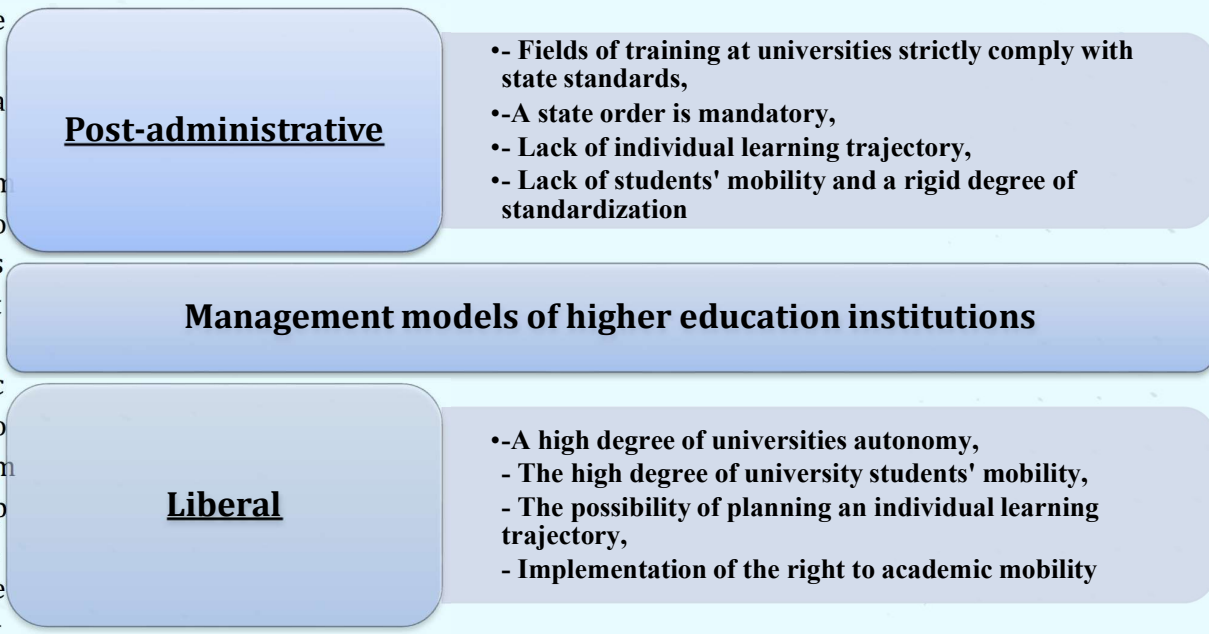 Post-administrative
•- Fields of training at universities strictly comply with
state standards,
•-A state order is mandatory,
•- Lack of individual learning trajectory,
•- Lack of students' mobility and a rigid degree of
standardization
Management models of higher education institutions
Liberal
•-A high degree of universities autonomy,
- The high degree of university students' mobility,
- The possibility of planning an individual learning
trajectory,
- Implementation of the right to academic mobility